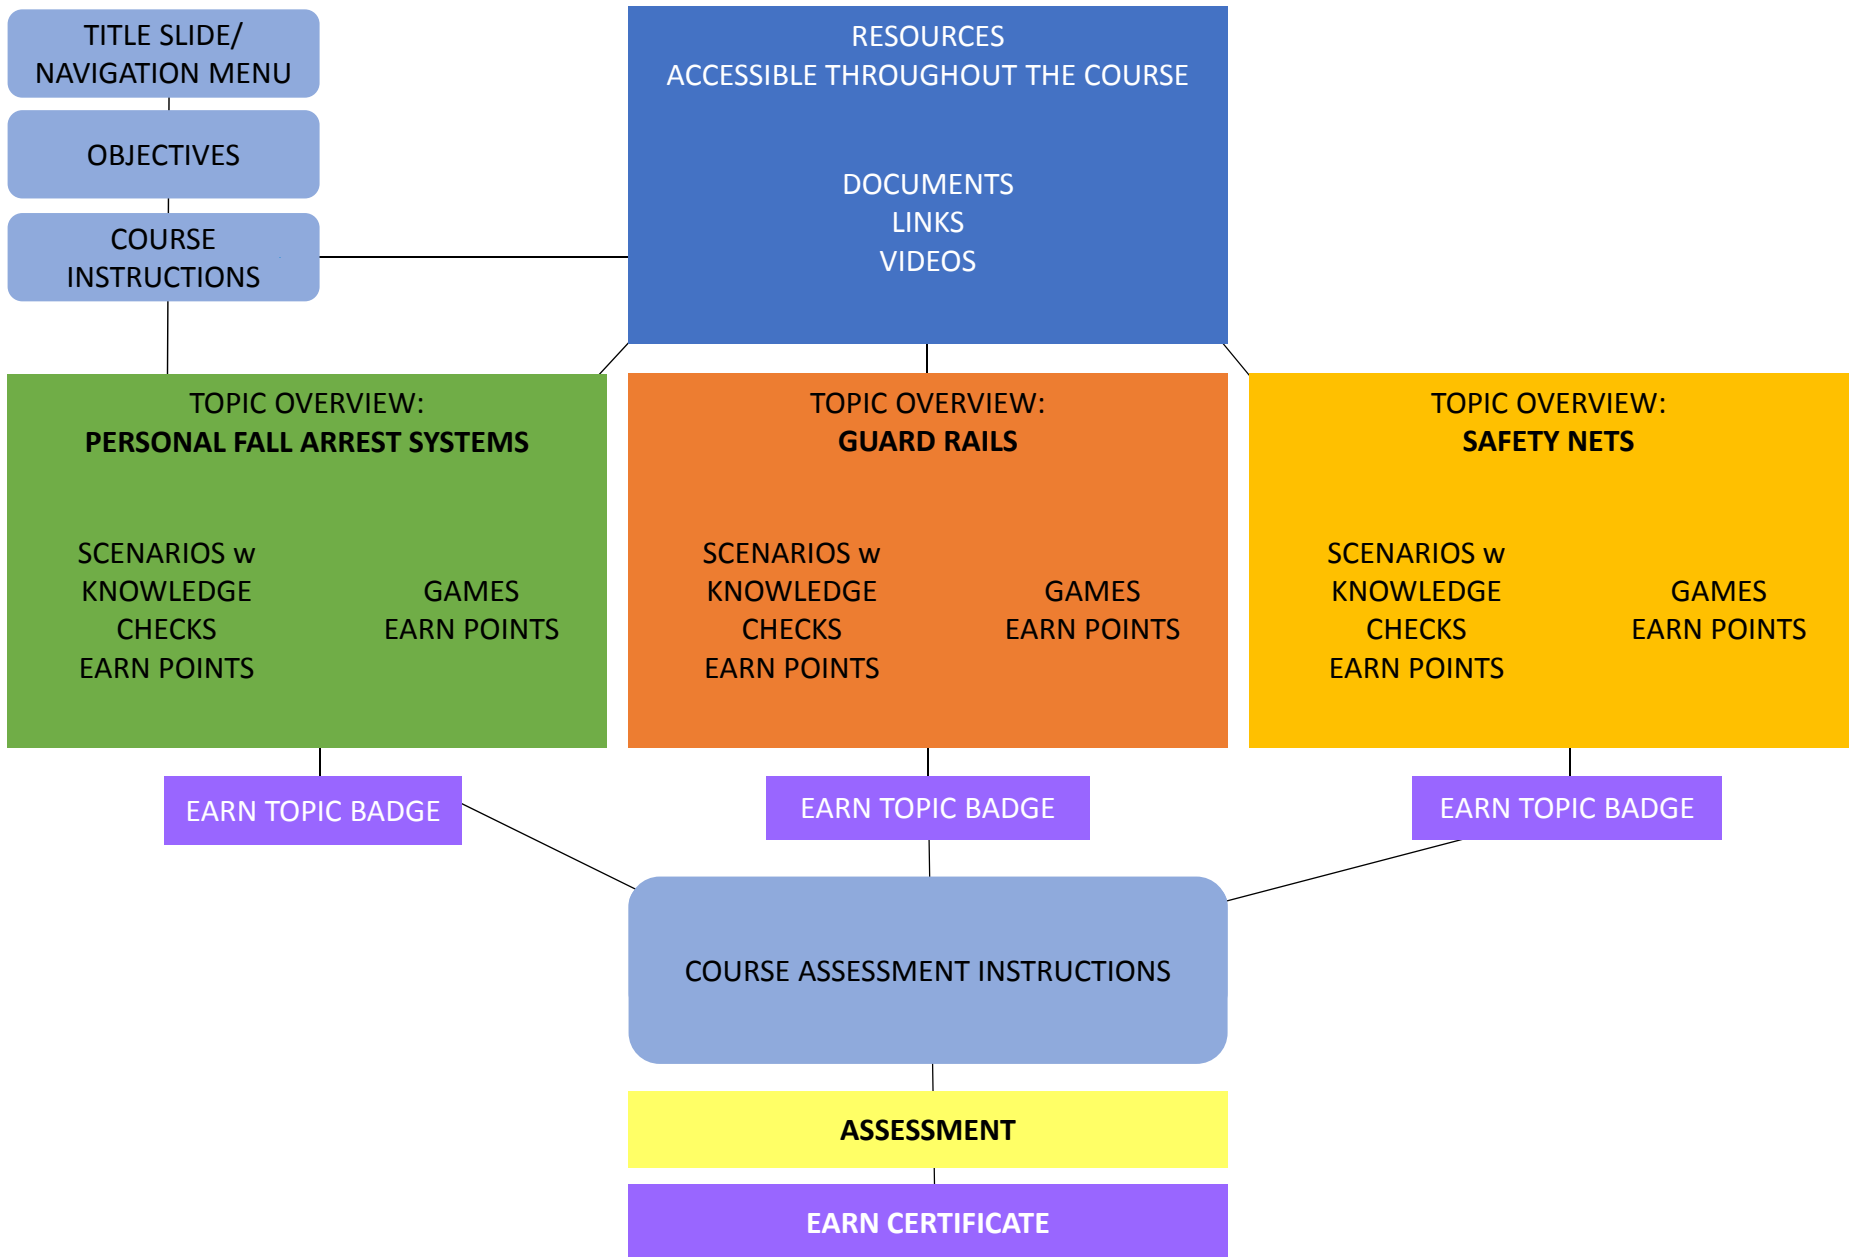 TITLE SLIDE/
NAVIGATION MENU
OBJECTIVES
COURSE
INSTRUCTIONS
RESOURCES
ACCESSIBLE THROUGHOUT THE COURSE
DOCUMENTS
LINKS
VIDEOS
TOPIC OVERVIEW:
PERSONAL FALL ARREST SYSTEMS
SCENARIOS w
KNOWLEDGE
CHECKS
EARN POINTS
GAMES
EARN POINTS
TOPIC OVERVIEW:
GUARD RAILS
SCENARIOS w
KNOWLEDGE
CHECKS
EARN POINTS
GAMES
EARN POINTS
TOPIC OVERVIEW:
SAFETY NETS
SCENARIOS w
KNOWLEDGE
CHECKS
EARN POINTS
GAMES
EARN POINTS
EARN TOPIC BADGE
EARN TOPIC BADGE
EARN TOPIC BADGE
COURSE ASSESSMENT INSTRUCTIONS
ASSESSMENT
EARN CERTIFICATE